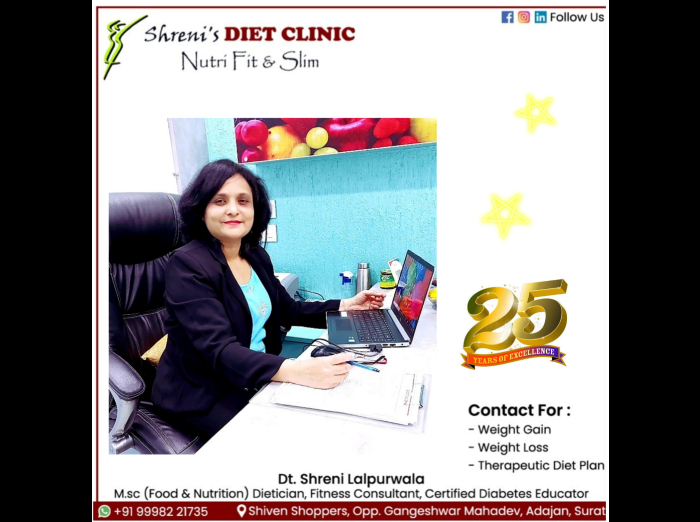 Shreni's DIET CLINIC
Nutri Fit & Slim
Follow Us
25
YEARS OF EXCELLENCE
Contact For :
- Weight Gain
- Weight Loss
- Therapeutic Diet Plan
Dt. Shreni Lalpurwala
M.sc (Food & Nutrition) Dietician, Fitness Consultant, Certified Diabetes Educator
+91 99982 21735 Shiven Shoppers, Opp. Gangeshwar Mahadev, Adajan, Surat